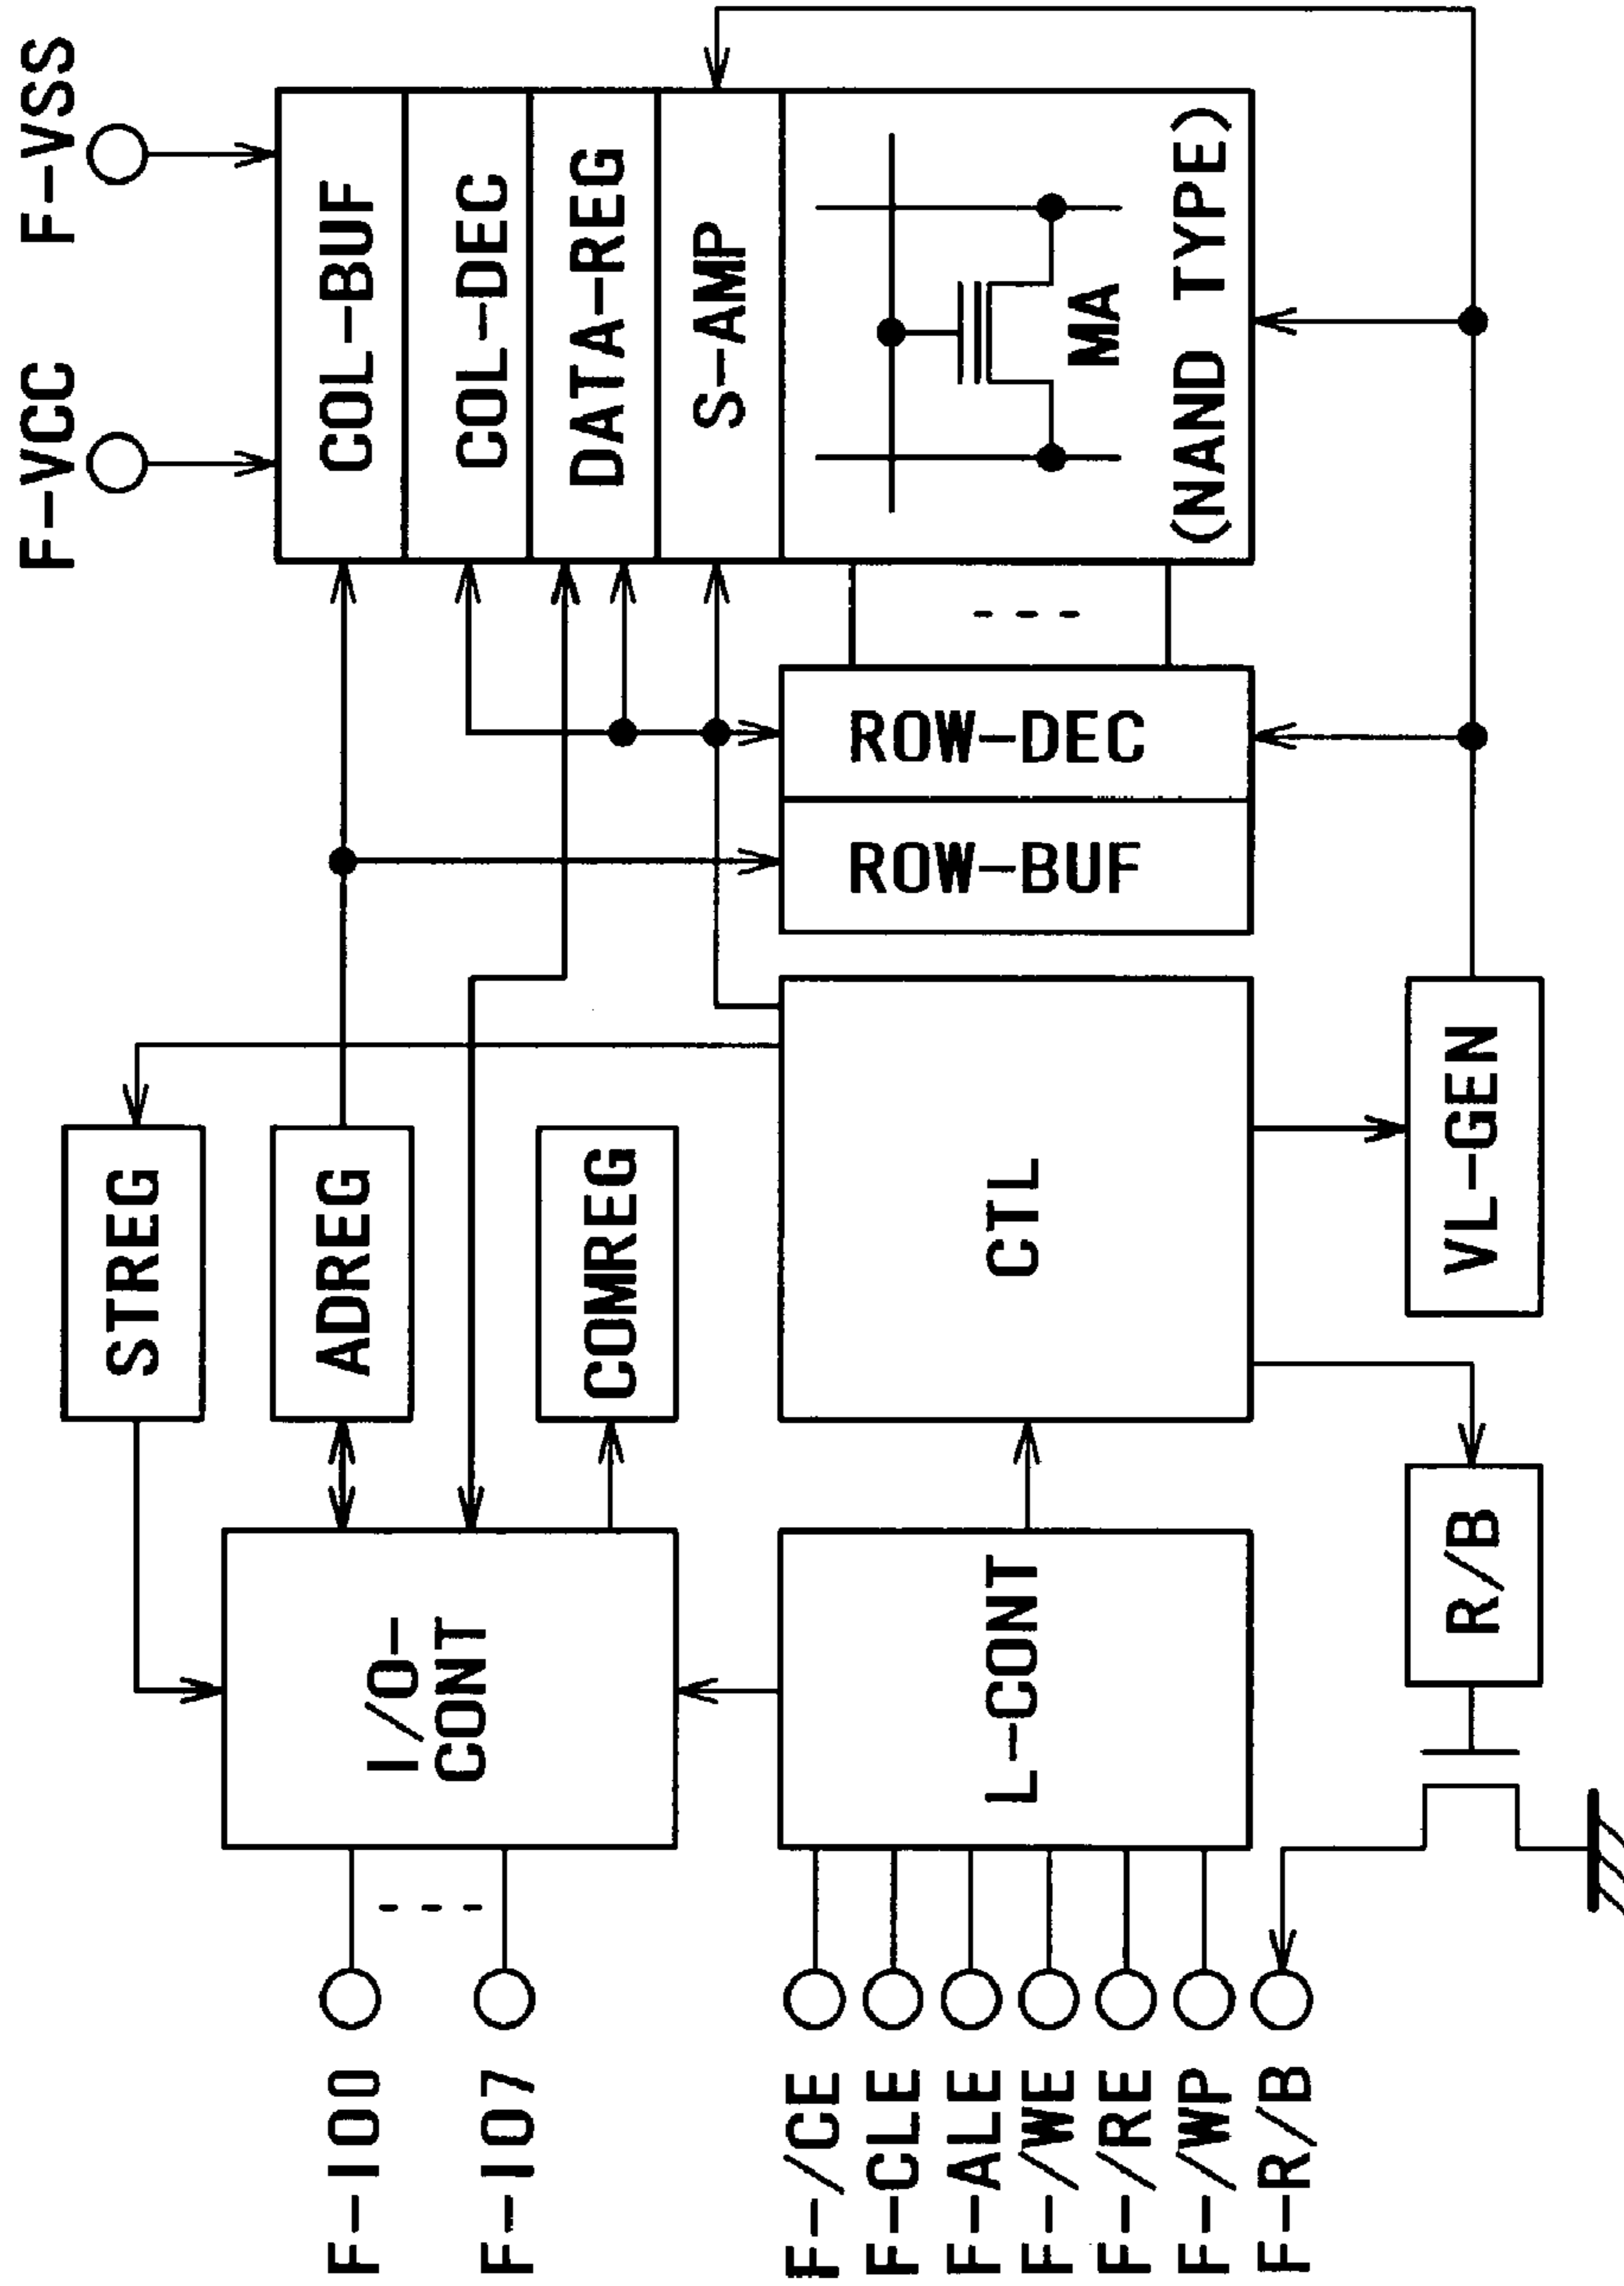 F-VCC
F-VSS
COL-BUF
COL-DEC
DATA-REG
S-AMP
MA
(NAND TYPE)
ROW-DEC
ROW-BUF
STREG
ADREG
COMREG
CTL
VL-GEN
I/O-
CONT
L-CONT
R/B
F-IO0
F-IO7
F-/CE
F-CLE
F-ALE
F-/WE
F-/RE
F-/WP
F-R/B